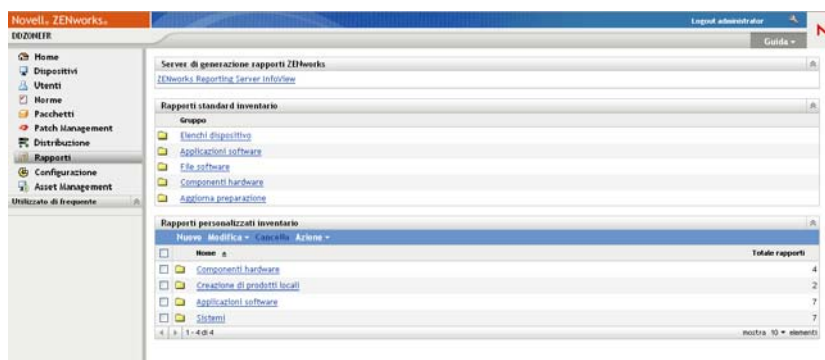 Novell® ZENworks®
Logout administrator
DDZONEFR
Guida
Home
Dispositivi
Utenti
Norme
Pacchetti
Patch Management
Distribuzione
Rapporti
Configurazione
Asset Management
Utilizzato di frequente
Server di generazione rapporti ZENworks
ZENworks Reporting Server InfoView
Rapporti standard inventario
Gruppo
Elenchi dispositivo
Applicazioni software
File software
Componenti hardware
Aggiorna preparazione
Rapporti personalizzati inventario
Nuovo Modifica Cancella Azione
Nome Totale rapporti
Componenti hardware 4
Creazione di prodotti locali 2
Applicazioni software 7
Sistemi 7
1 - 4 di 4 mostra 10 elementi